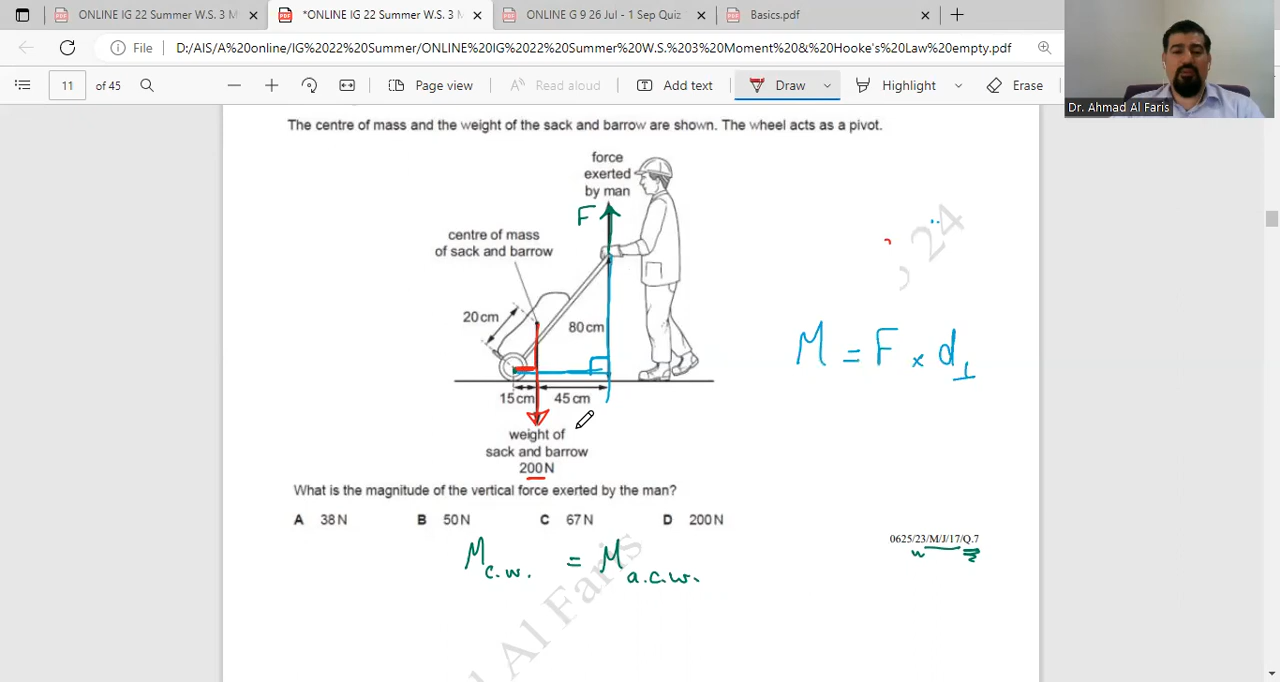 ONLINE IG 22 Summer W.S. 3 M
*ONLINE IG 22 Summer W.S. 3 M
ONLINE G 9 26 Jul - 1 Sep Quiz
Basics.pdf
File
D:/AIS/A%20online/IG%2022%20Summer/ONLINE%20IG%2022%20Summer%20W.S.%203%20Moment%20&%20Hooke's%20Law%20empty.pdf
11 of 45
Page view
Read aloud
Add text
Draw
Highlight
Erase
Dr. Ahmad Al Faris
The centre of mass and the weight of the sack and barrow are shown. The wheel acts as a pivot.
force
exerted
by man
F
centre of mass
of sack and barrow
20 cm
80 cm
15 cm
45 cm
weight of
sack and barrow
200 N
M = F × d⊥
24
What is the magnitude of the vertical force exerted by the man?
A 38 N B 50 N C 67 N D 200 N
0625/23/M/J/17/Q.7
M c.w. = M a.c.w.
Al Faris